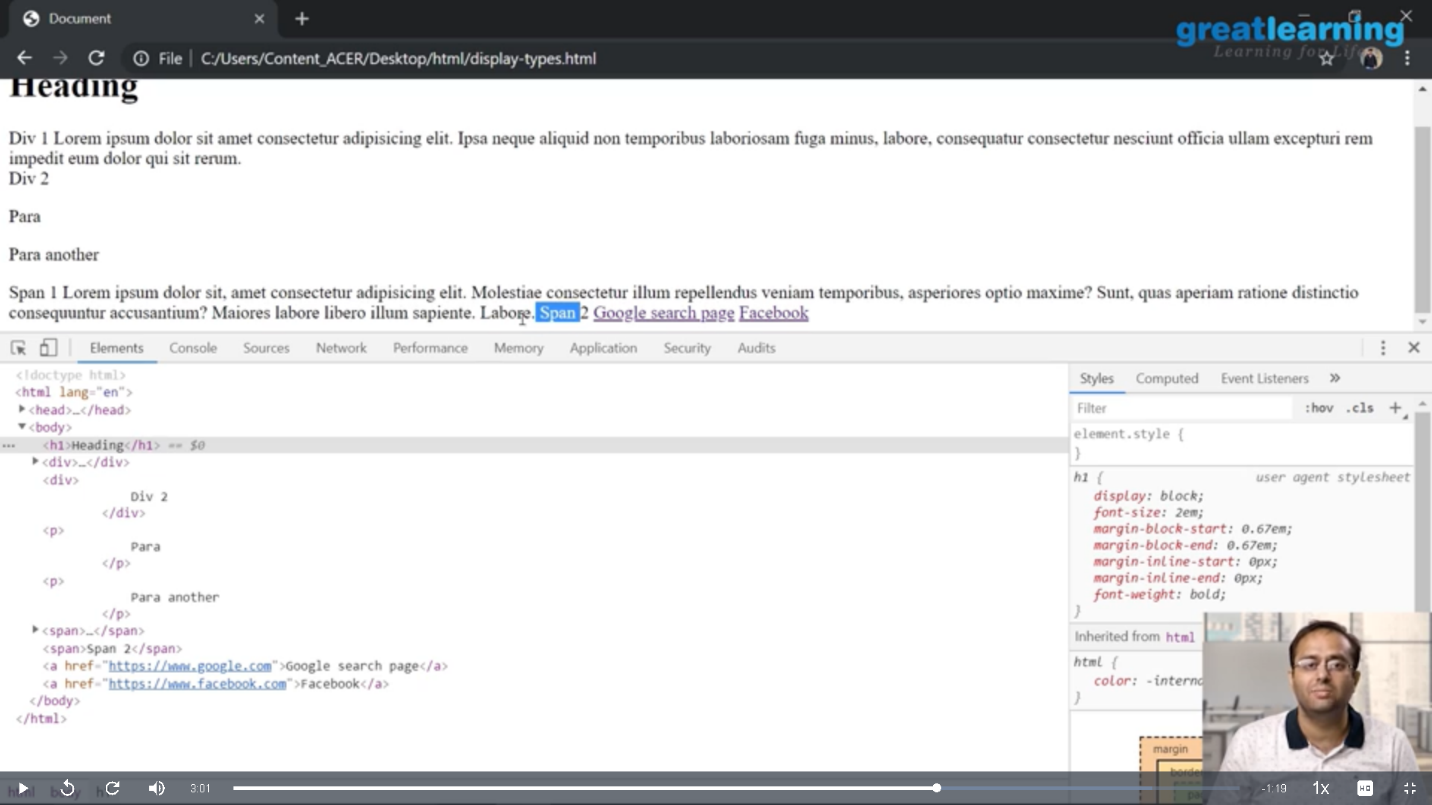 Document
greatlearning
Learning for Life
File
C:/Users/Content_ACER/Desktop/html/display-types.html
Heading
Div 1 Lorem ipsum dolor sit amet consectetur adipisicing elit. Ipsa neque aliquid non temporibus laboriosam fuga minus, labore, consequatur consectetur nesciunt officia ullam excepturi rem
impedit eum dolor qui sit rerum.
Div 2
Para
Para another
Span 1 Lorem ipsum dolor sit, amet consectetur adipisicing elit. Molestiae consectetur illum repellendus veniam temporibus, asperiores optio maxime? Sunt, quas aperiam ratione distinctio
consequuntur accusantium? Maiores labore libero illum sapiente. Labore. Span 2 Google search page Facebook
Elements Console Sources Network Performance Memory Application Security Audits
<!doctype html>
<html lang="en">
<head>…</head>
<body>
<h1>Heading</h1> == $0
<div>…</div>
<div>
Div 2
</div>
<p>
Para
</p>
<p>
Para another
</p>
<span>…</span>
<span>Span 2</span>
<a href="https://www.google.com">Google search page</a>
<a href="https://www.facebook.com">Facebook</a>
</body>
</html>
Styles Computed Event Listeners »
Filter :hov .cls +
element.style {
}
h1 { user agent stylesheet
display: block;
font-size: 2em;
margin-block-start: 0.67em;
margin-block-end: 0.67em;
margin-inline-start: 0px;
margin-inline-end: 0px;
font-weight: bold;
}
Inherited from html
html {
color: -interna
}
margin
border
html body
3:01
-1:19
1x
HQ